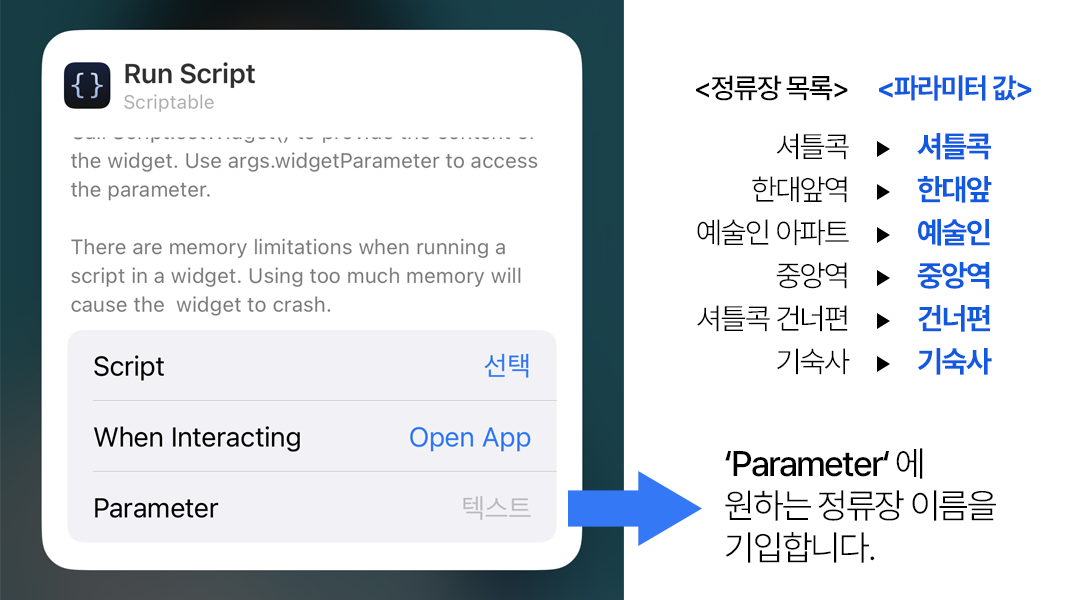 { }
Run Script
Scriptable
the widget. Use args.widgetParameter to access
the parameter.
There are memory limitations when running a
script in a widget. Using too much memory will
cause the  widget to crash.
Script 선택
When Interacting Open App
Parameter 텍스트
<정류장 목록> <파라미터 값>
셔틀콕 ▶ 셔틀콕
한대앞역 ▶ 한대앞
예술인 아파트 ▶ 예술인
중앙역 ▶ 중앙역
셔틀콕 건너편 ▶ 건너편
기숙사 ▶ 기숙사
‘Parameter‘ 에
원하는 정류장 이름을
기입합니다.